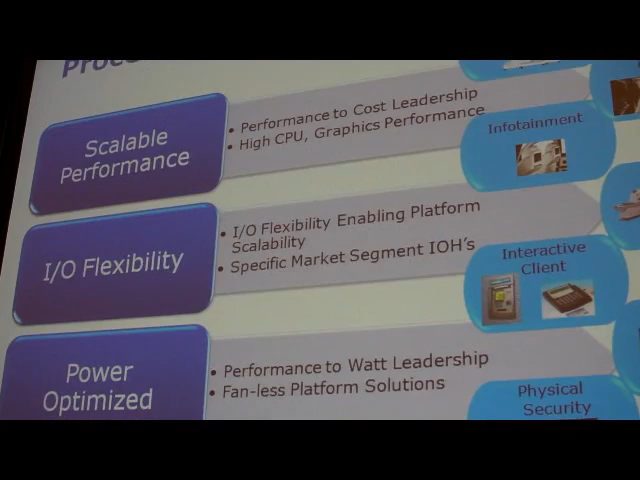 Scalable
Performance
• Performance to Cost Leadership
• High CPU, Graphics Performance
Infotainment
I/O Flexibility
• I/O Flexibility Enabling Platform
Scalability
• Specific Market Segment IOH's
Interactive
Client
Power
Optimized
• Performance to Watt Leadership
• Fan-less Platform Solutions
Physical
Security